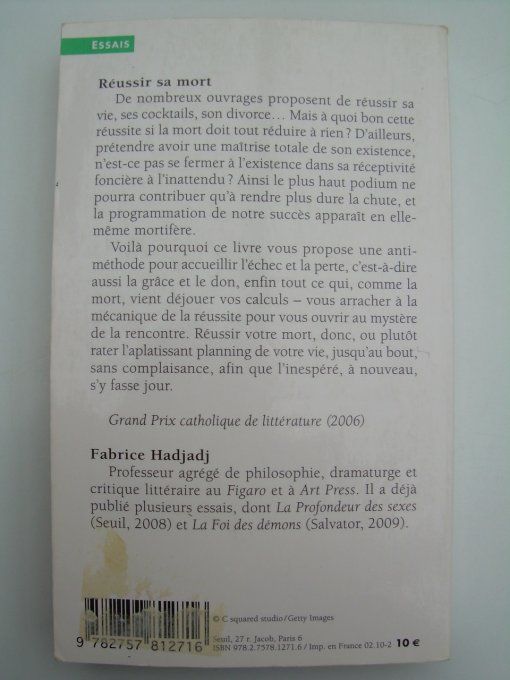 ESSAIS
Réussir sa mort
De nombreux ouvrages proposent de réussir sa
vie, ses cocktails, son divorce... Mais à quoi bon cette
réussite si la mort doit tout réduire à rien ? D'ailleurs,
prétendre avoir une maîtrise totale de son existence,
n'est-ce pas se fermer à l'existence dans sa réceptivité
foncière à l'inattendu ? Ainsi le plus haut podium ne
pourra contribuer qu'à rendre plus dure la chute, et
la programmation de notre succès apparaît en elle-
même mortifère.
Voilà pourquoi ce livre vous propose une anti-
méthode pour accueillir l'échec et la perte, c'est-à-dire
aussi la grâce et le don, enfin tout ce qui, comme la
mort, vient déjouer vos calculs – vous arracher à la
mécanique de la réussite pour vous ouvrir au mystère
de la rencontre. Réussir votre mort, donc, ou plutôt
rater l'aplatissant planning de votre vie, jusqu'au bout,
sans complaisance, afin que l'inespéré, à nouveau,
s'y fasse jour.
Grand Prix catholique de littérature (2006)
Fabrice Hadjadj
Professeur agrégé de philosophie, dramaturge et
critique littéraire au Figaro et à Art Press. Il a déjà
publié plusieurs essais, dont La Profondeur des sexes
(Seuil, 2008) et La Foi des démons (Salvator, 2009).
© C squared studio/Getty Images
Seuil, 27 r. Jacob, Paris 6
ISBN 978.2.7578.1271.6 / Imp. en France 02.10-2 10 €
9 782757 812716